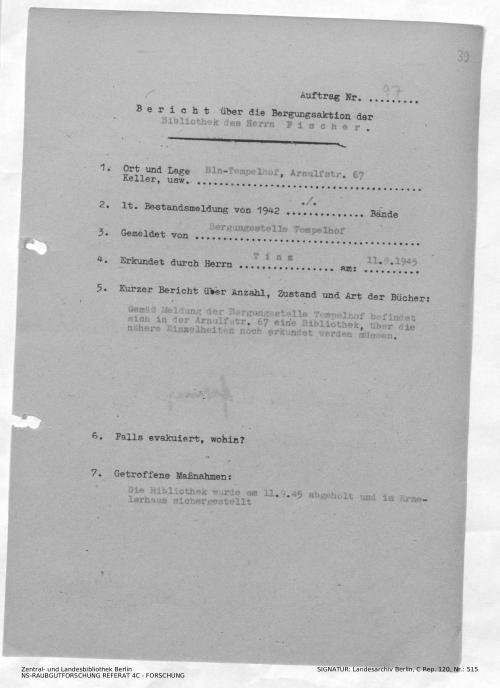 39
Auftrag Nr. 97
B e r i c h t über die Bergungsaktion der
Bibliothek des Herrn F i s c h e r .
1. Ort und Lage Bln-Tempelhof, Arnulfstr. 67
Keller, usw. ........................................
2. lt. Bestandsmeldung von 1942 ..../.......... Bände
3. Gemeldet von Bergungsstelle Tempelhof
4. Erkundet durch Herrn T i n z am: 11.9.1945
5. Kurzer Bericht über Anzahl, Zustand und Art der Bücher:
Gemäß Meldung der Bergungsstelle Tempelhof befindet
sich in der Arnulfstr. 67 eine Bibliothek, über die
nähere Einzelheiten noch erkundet werden müssen.
6. Falls evakuiert, wohin?
7. Getroffene Maßnahmen:
Die Bibliothek wurde am 11.9.45 abgeholt und im Erme-
lerhaus sichergestellt
Zentral- und Landesbibliothek Berlin
NS-RAUBGUTFORSCHUNG REFERAT 4C - FORSCHUNG
SIGNATUR: Landesarchiv Berlin, C Rep. 120, Nr.: 515